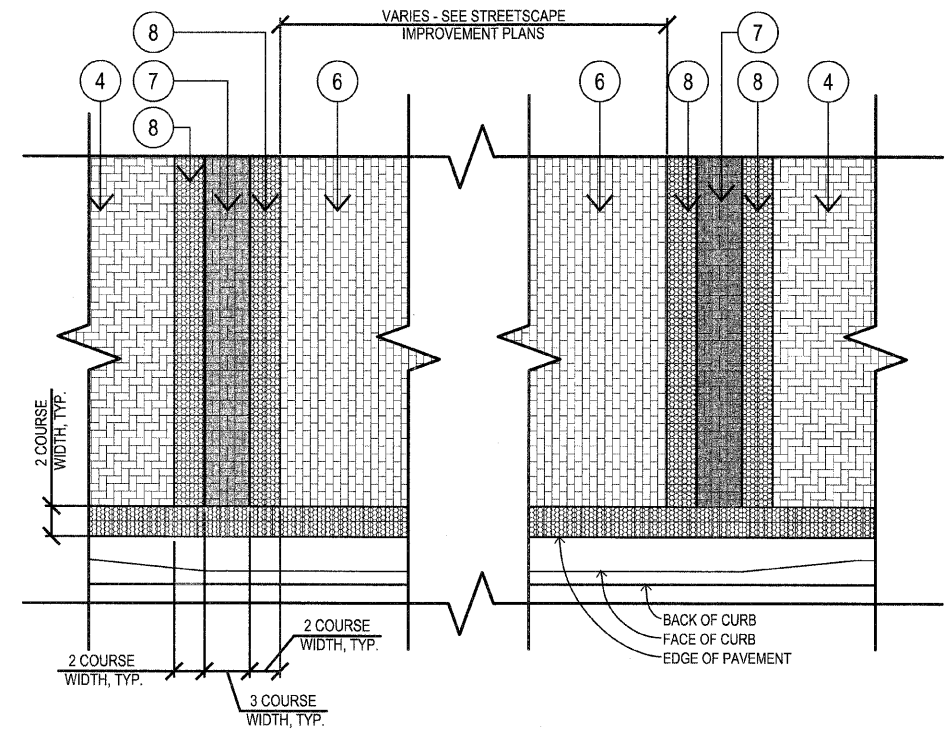 VARIES - SEE STREETSCAPE
IMPROVEMENT PLANS
8
7
4
7
6
6
8
8
4
8
2 COURSE
WIDTH, TYP.
2 COURSE
WIDTH, TYP.
BACK OF CURB
FACE OF CURB
EDGE OF PAVEMENT
2 COURSE
WIDTH, TYP.
3 COURSE
WIDTH, TYP.